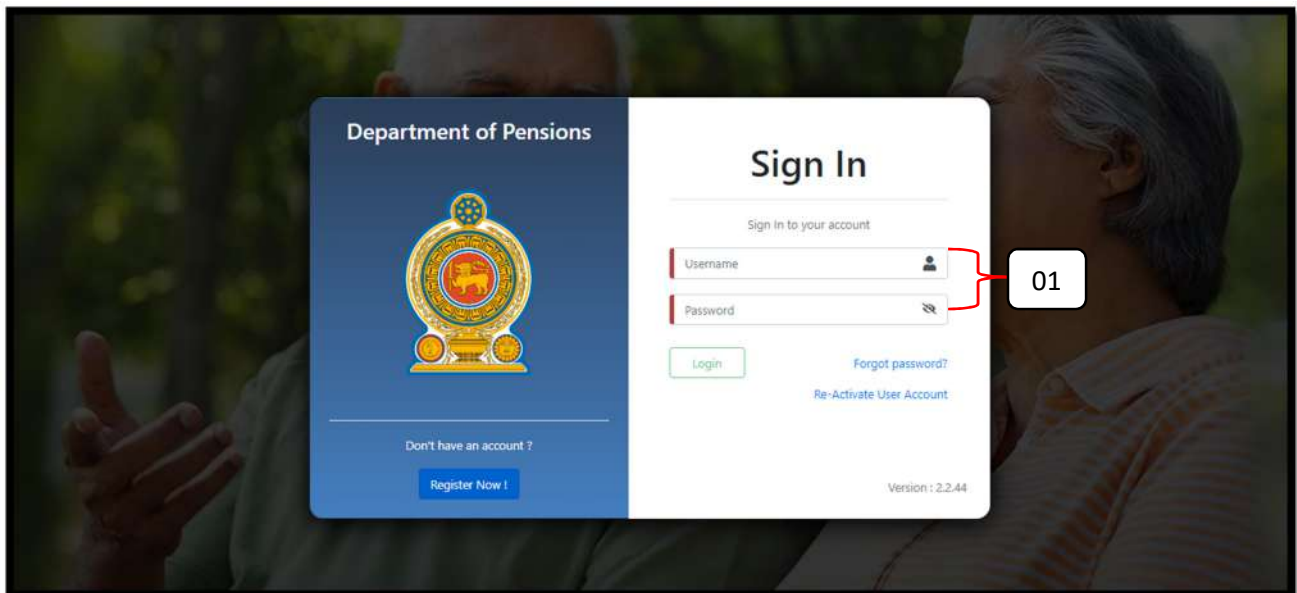 Department of Pensions
Don't have an account ?
Register Now !
Sign In
Sign In to your account
Username
Password
Login
Forgot password?
Re-Activate User Account
Version : 2.2.44
01